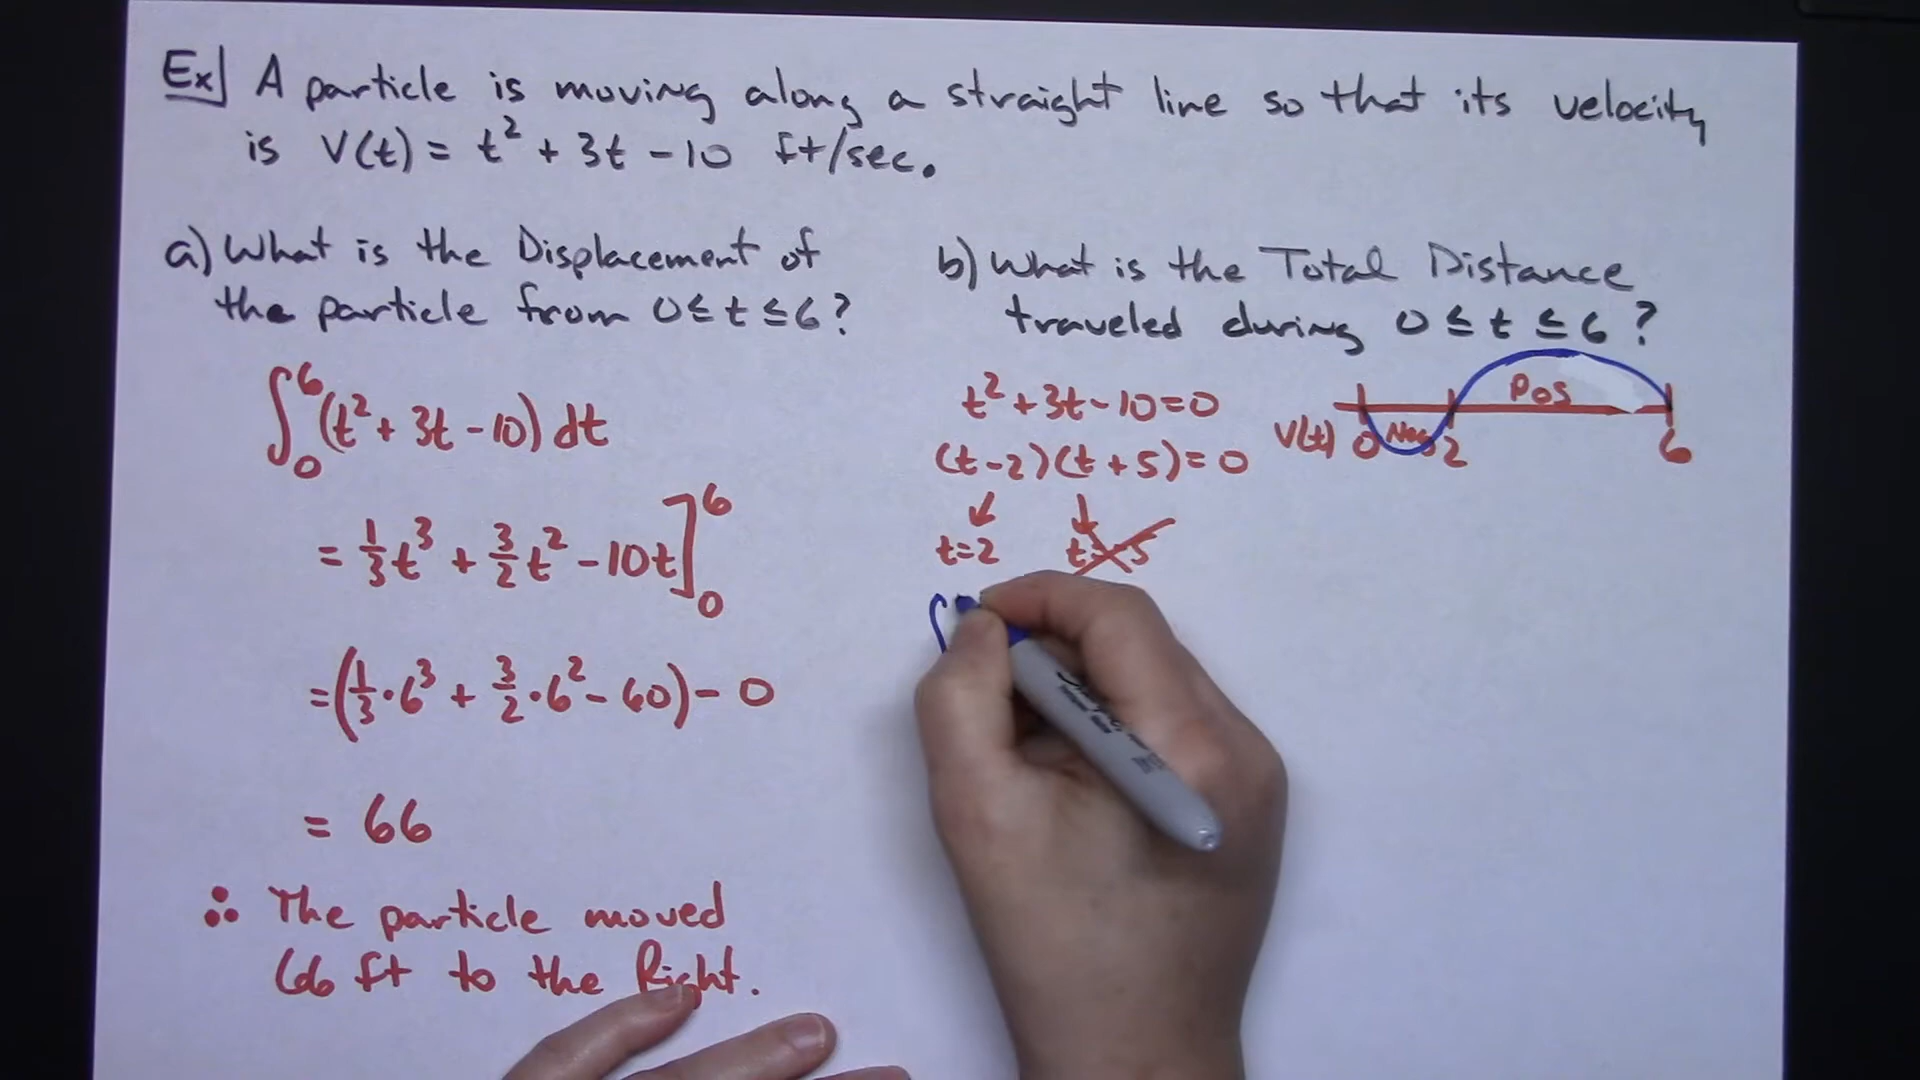 Ex] A particle is moving along a straight line so that its velocity
is V(t) = t² + 3t - 10 ft/sec.
a) What is the Displacement of
the particle from 0 ≤ t ≤ 6?
∫₀⁶ (t² + 3t - 10) dt
= 1/3 t³ + 3/2 t² - 10t ]₀⁶
= (1/3 · 6³ + 3/2 · 6² - 60) - 0
= 66
∴ The particle moved
66 ft to the Right.
b) What is the Total Distance
traveled during 0 ≤ t ≤ 6?
t² + 3t - 10 = 0
(t - 2)(t + 5) = 0
t = 2 t = -5
Pos
V(t) 0 Neg 2 6
∫